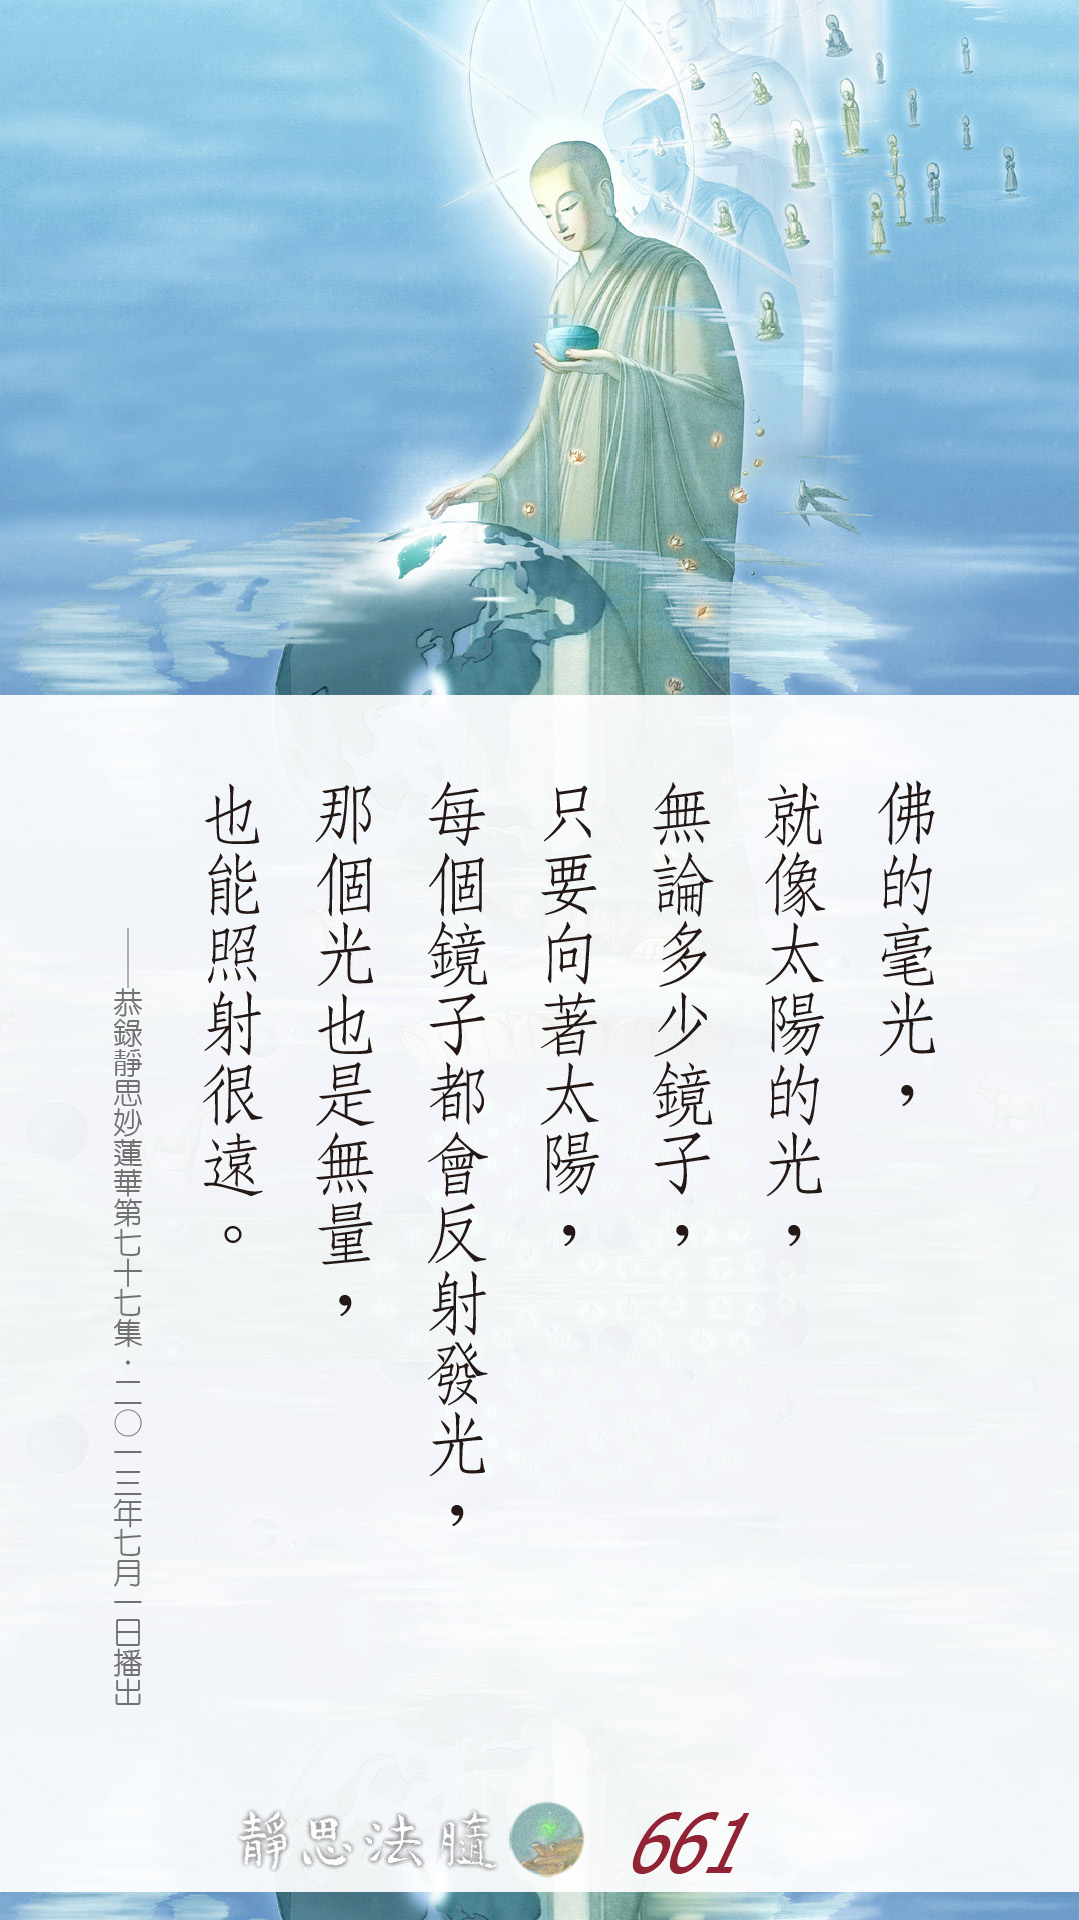 佛的毫光，
就像太陽的光，
無論多少鏡子，
只要向著太陽，
每個鏡子都會反射發光，
那個光也是無量，
也能照射很遠。
——恭錄靜思妙蓮華第七十七集·二〇一三年七月一日播出
靜思法髓
661